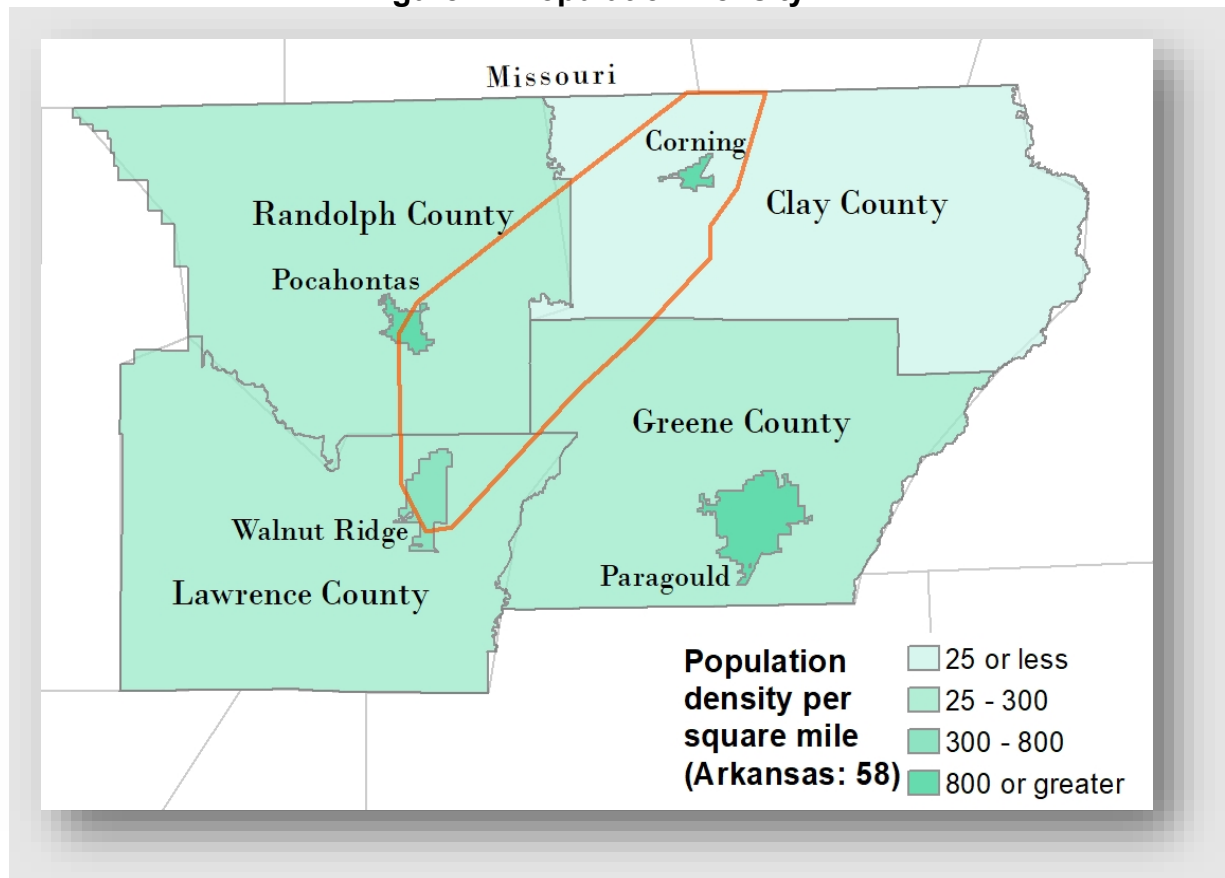 Missouri
Corning
Randolph County
Clay County
Pocahontas
Greene County
Walnut Ridge
Paragould
Lawrence County
Population
density per
square mile
(Arkansas: 58)
25 or less
25 - 300
300 - 800
800 or greater